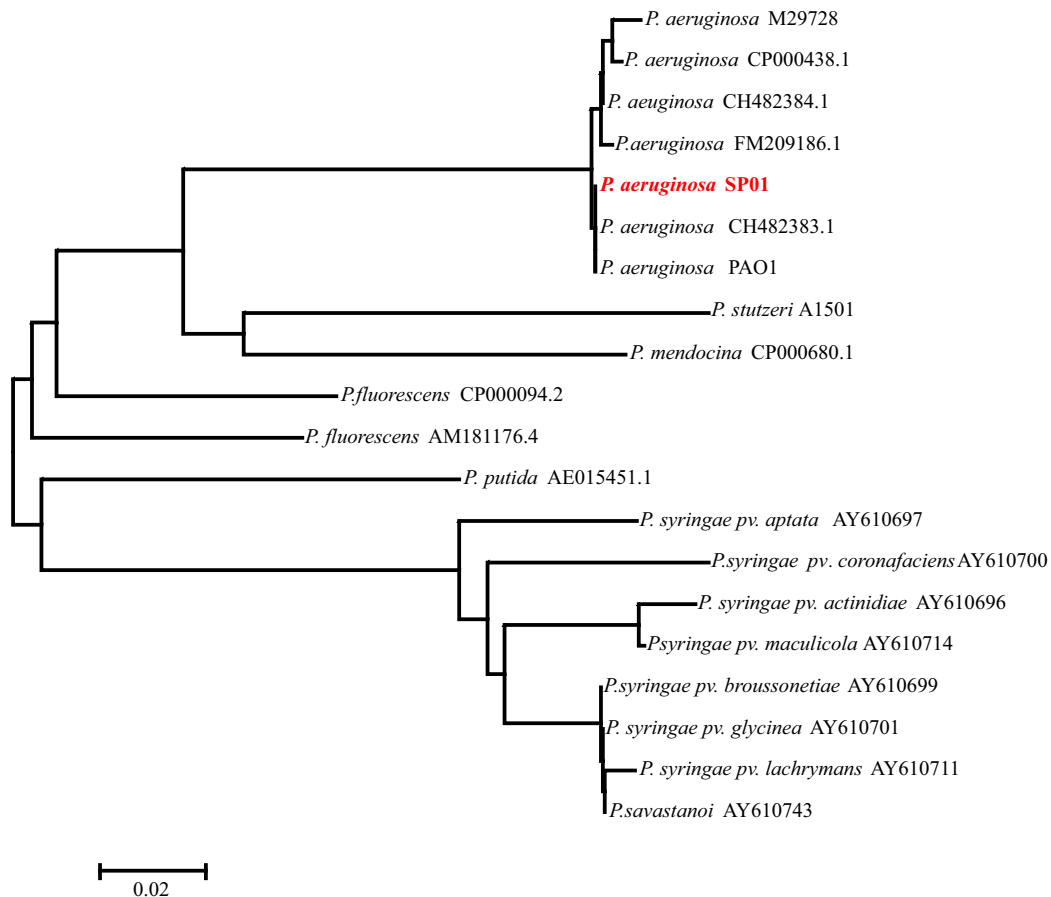 P. aeruginosa M29728
P. aeruginosa CP000438.1
P. aeuginosa CH482384.1
P.aeruginosa FM209186.1
P. aeruginosa SP01
P. aeruginosa CH482383.1
P. aeruginosa PAO1
P. stutzeri A1501
P. mendocina CP000680.1
P.fluorescens CP000094.2
P. fluorescens AM181176.4
P. putida AE015451.1
P. syringae pv. aptata AY610697
P.syringae pv. coronafaciens AY610700
P. syringae pv. actinidiae AY610696
Psyringae pv. maculicola AY610714
P.syringae pv. broussonetiae AY610699
P. syringae pv. glycinea AY610701
P. syringae pv. lachrymans AY610711
P.savastanoi AY610743
0.02